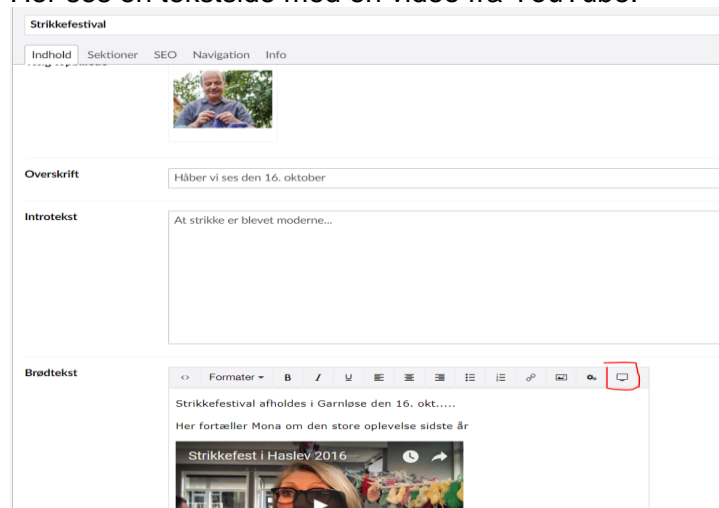 Her ses en tekstside med en video fra YouTube.
Strikkefestival
Indhold Sektioner SEO Navigation Info
Overskrift
Håber vi ses den 16. oktober
Introtekst
At strikke er blevet moderne...
Brødtekst
<> Formater B I U
Strikkefestival afholdes i Garnløse den 16. okt.....
Her fortæller Mona om den store oplevelse sidste år
Strikkefest i Haslev 2016